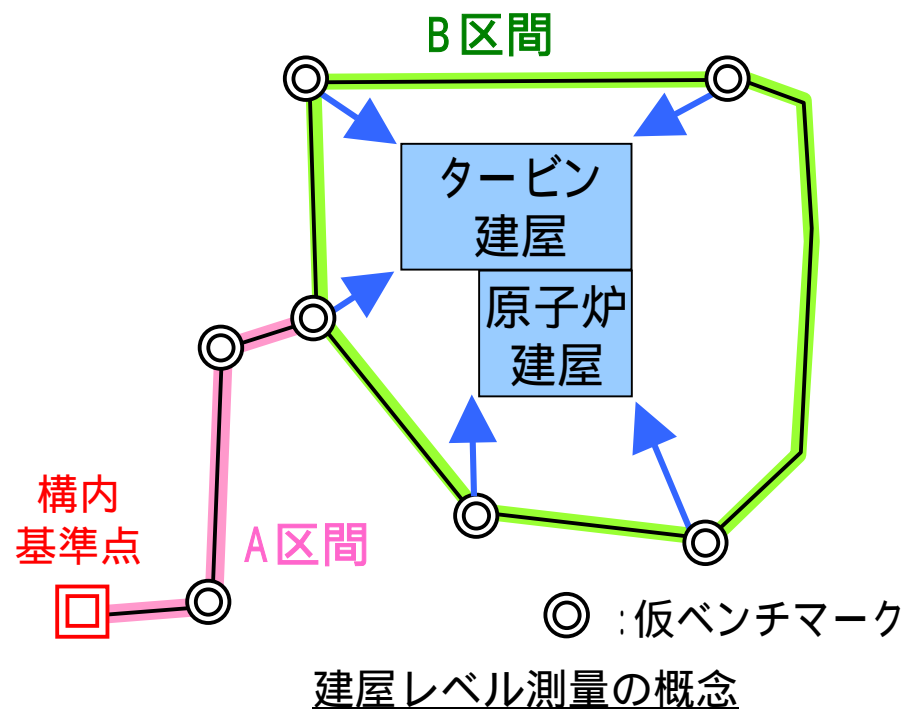 B区間
タービン
建屋
原子炉
建屋
構内
基準点
A区間
:仮ベンチマーク
建屋レベル測量の概念